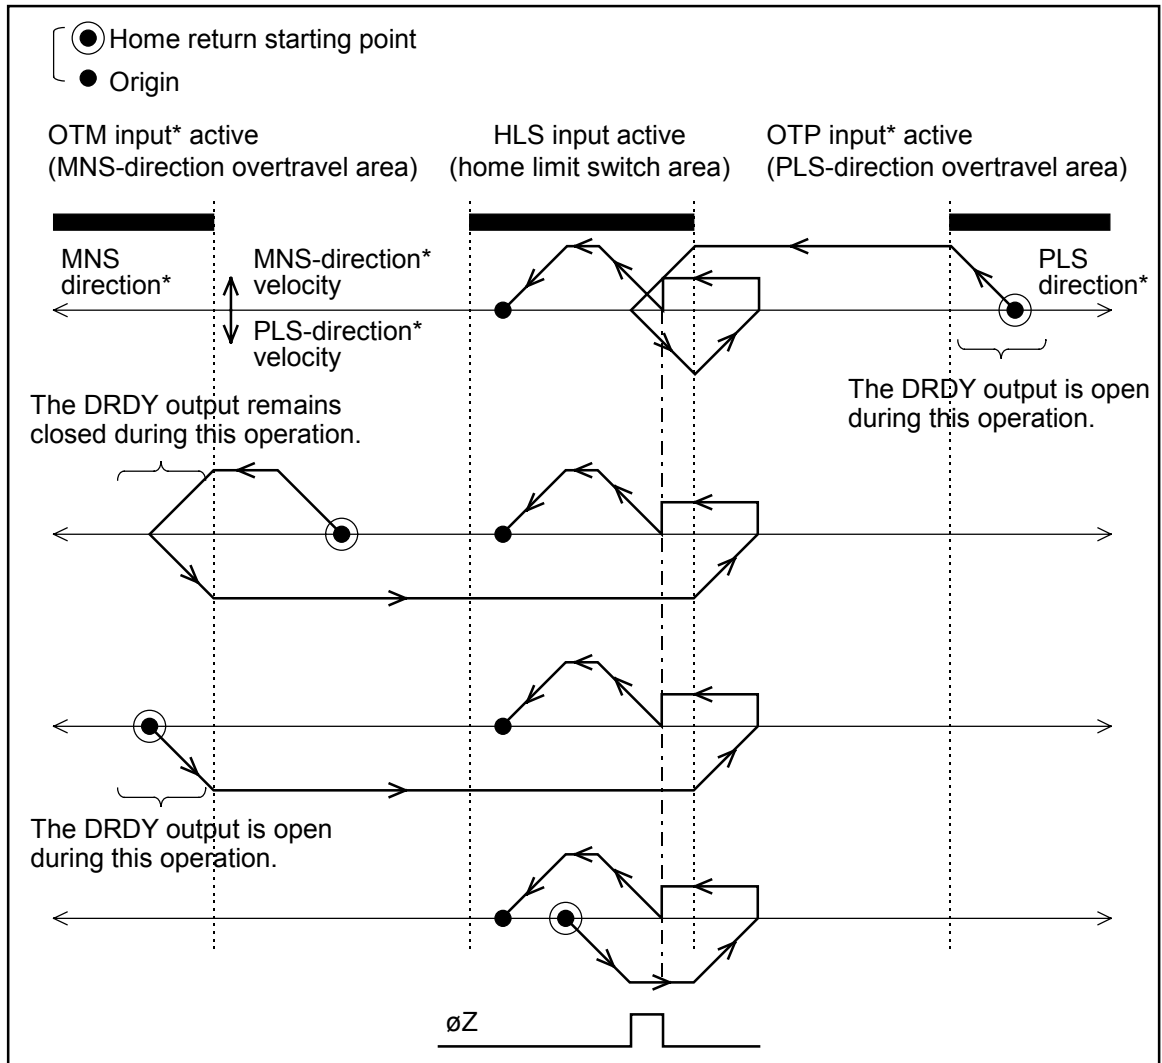 Home return starting point
Origin
OTM input* active
(MNS-direction overtravel area)
HLS input active
(home limit switch area)
OTP input* active
(PLS-direction overtravel area)
MNS
direction*
MNS-direction*
velocity
PLS-direction*
velocity
PLS
direction*
The DRDY output is open
during this operation.
The DRDY output remains
closed during this operation.
The DRDY output is open
during this operation.
øZ